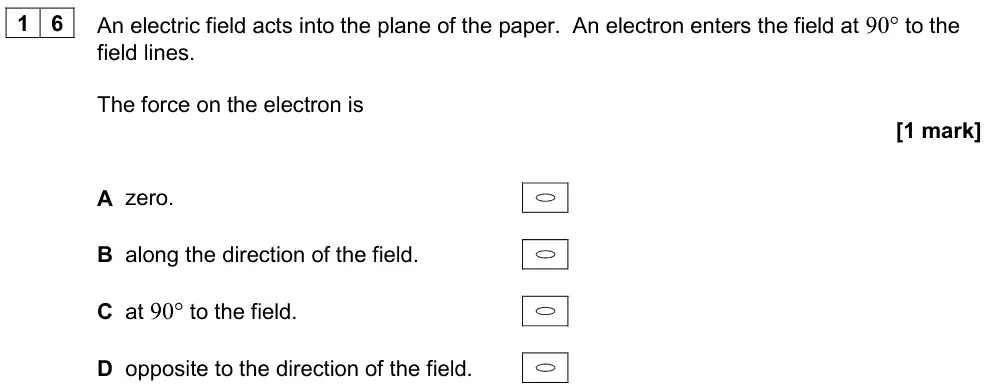 1 6 An electric field acts into the plane of the paper. An electron enters the field at 90° to the
field lines.
The force on the electron is
[1 mark]
A zero.
B along the direction of the field.
C at 90° to the field.
D opposite to the direction of the field.